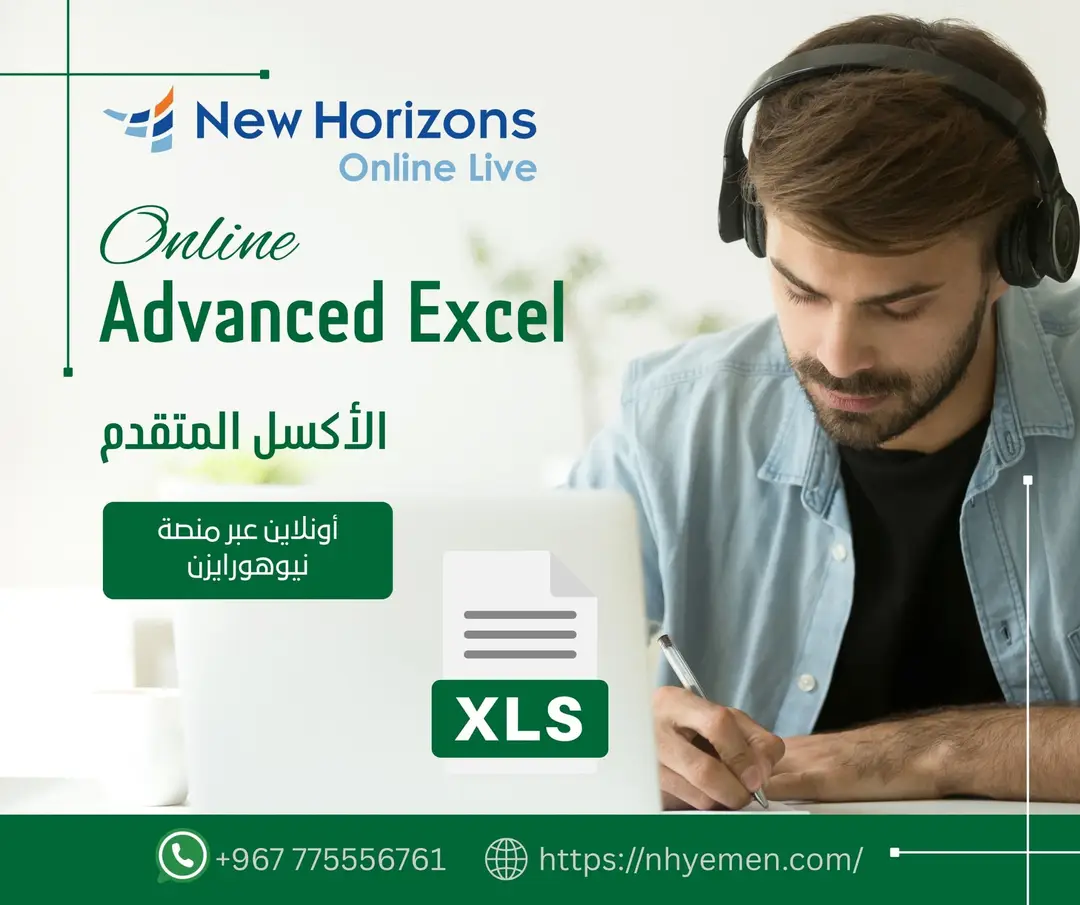 New Horizons
Online Live
Online
Advanced Excel
الأكسل المتقدم
أونلاين عبر منصة
نيوهورايزن
XLS
+967 775556761
https://nhyemen.com/